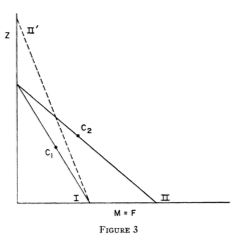 II'
Z
C₂
C₁
I
II
M = F
FIGURE 3